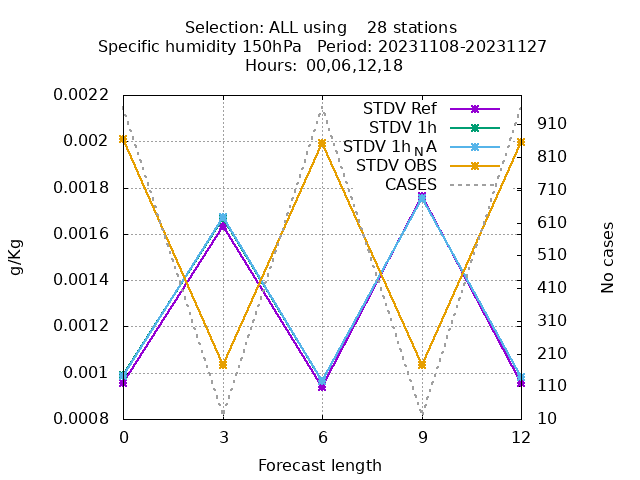 Selection: ALL using    28 stations
Specific humidity 150hPa   Period: 20231108-20231127
Hours:  00,06,12,18
0.0022
0.002
0.0018
0.0016
0.0014
0.0012
0.001
0.0008
g/Kg
STDV Ref
STDV 1h
STDV 1h_N A
STDV OBS
CASES
910
810
710
610
510
410
310
210
110
10
No cases
0
3
6
9
12
Forecast length